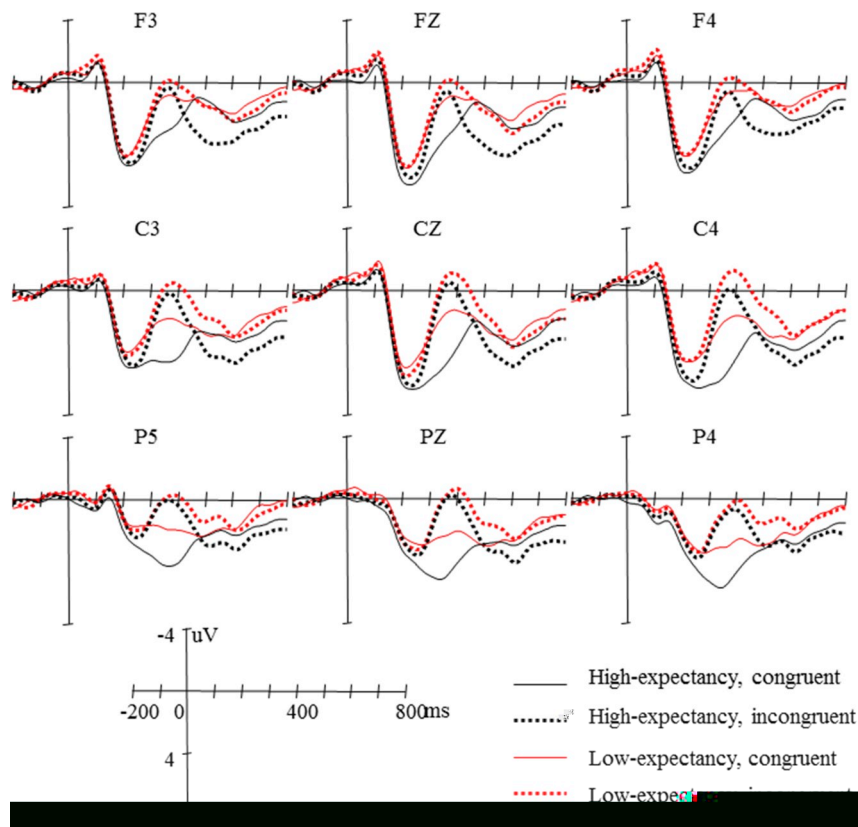 F3 FZ F4
C3 CZ C4
P5 PZ P4
-4 uV
-200 0 400 800 ms
4
High-expectancy, congruent
High-expectancy, incongruent
Low-expectancy, congruent